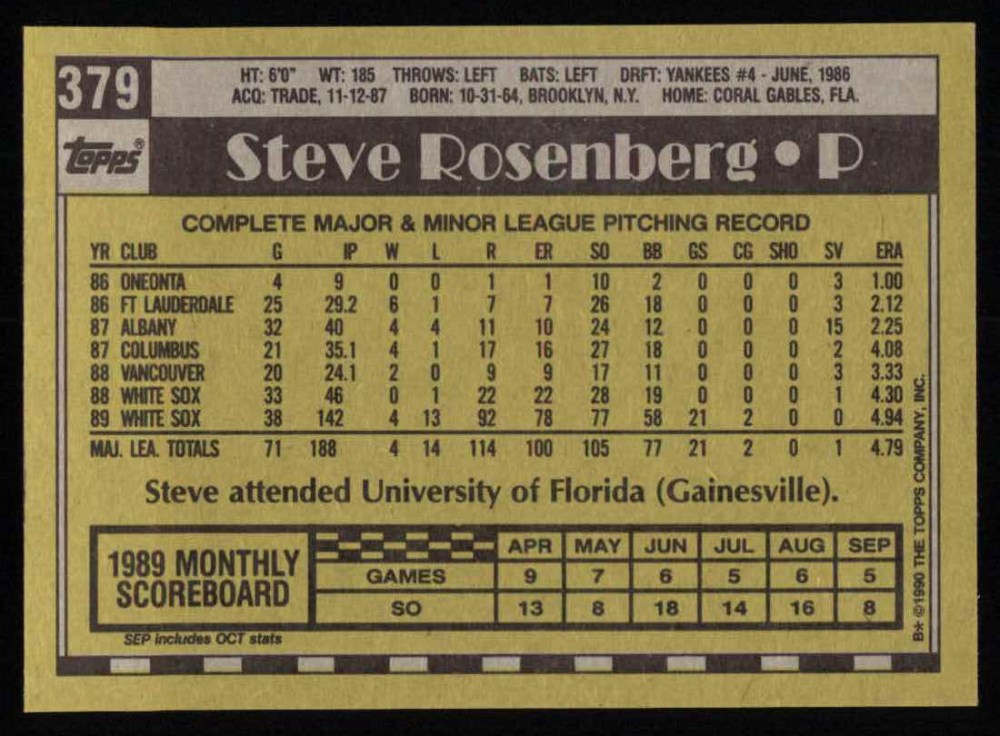 379
HT: 6'0" WT: 185 THROWS: LEFT BATS: LEFT DRFT: YANKEES #4 - JUNE, 1986
ACQ: TRADE, 11-12-87 BORN: 10-31-64, BROOKLYN, N.Y. HOME: CORAL GABLES, FLA.
topps®
Steve Rosenberg • P
COMPLETE MAJOR & MINOR LEAGUE PITCHING RECORD
YR CLUB G IP W L R ER SO BB GS CG SHO SV ERA
86 ONEONTA 4 9 0 0 1 1 10 2 0 0 0 3 1.00
86 FT LAUDERDALE 25 29.2 6 1 7 7 26 18 0 0 0 3 2.12
87 ALBANY 32 40 4 4 11 10 24 12 0 0 0 15 2.25
87 COLUMBUS 21 35.1 4 1 17 16 27 18 0 0 0 2 4.08
88 VANCOUVER 20 24.1 2 0 9 9 17 11 0 0 0 3 3.33
88 WHITE SOX 33 46 0 1 22 22 28 19 0 0 0 1 4.30
89 WHITE SOX 38 142 4 13 92 78 77 58 21 2 0 0 4.94
MAJ. LEA. TOTALS 71 188 4 14 114 100 105 77 21 2 0 1 4.79
Steve attended University of Florida (Gainesville).
1989 MONTHLY
SCOREBOARD
APR MAY JUN JUL AUG SEP
GAMES 9 7 6 5 6 5
SO 13 8 18 14 16 8
SEP includes OCT stats
B* ©1990 THE TOPPS COMPANY, INC.